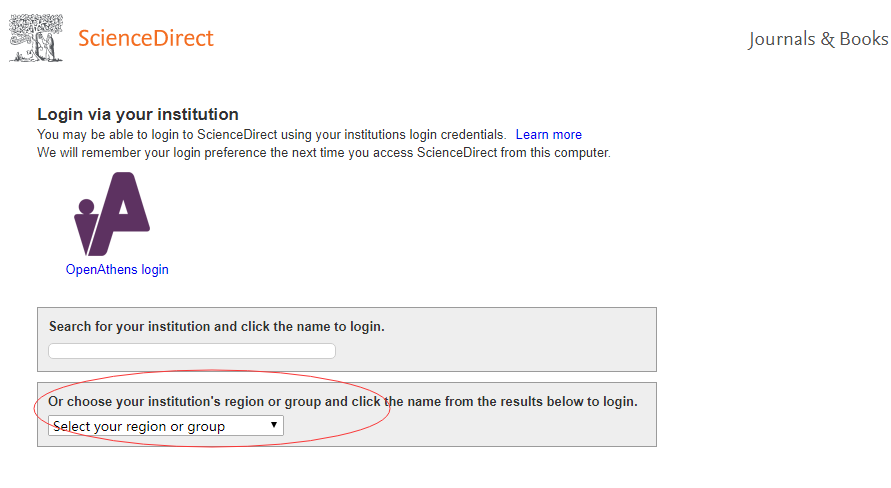 ScienceDirect
Journals & Books
Login via your institution
You may be able to login to ScienceDirect using your institutions login credentials. Learn more
We will remember your login preference the next time you access ScienceDirect from this computer.
OpenAthens login
Search for your institution and click the name to login.
Or choose your institution's region or group and click the name from the results below to login.
Select your region or group